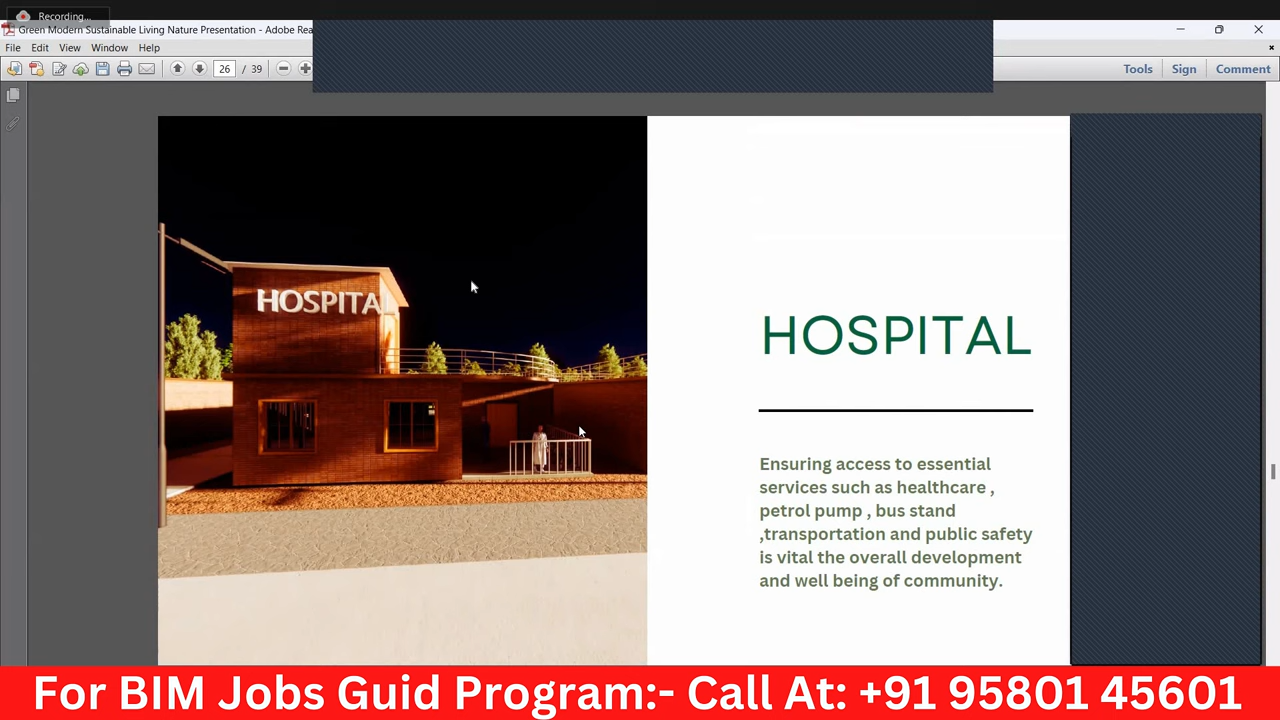 Recording...
Green Modern Sustainable Living Nature Presentation - Adobe Rea
File Edit View Window Help
26 / 39
Tools Sign Comment
HOSPITAL
HOSPITAL
Ensuring access to essential
services such as healthcare ,
petrol pump , bus stand
,transportation and public safety
is vital the overall development
and well being of community.
For BIM Jobs Guid Program:- Call At: +91 95801 45601